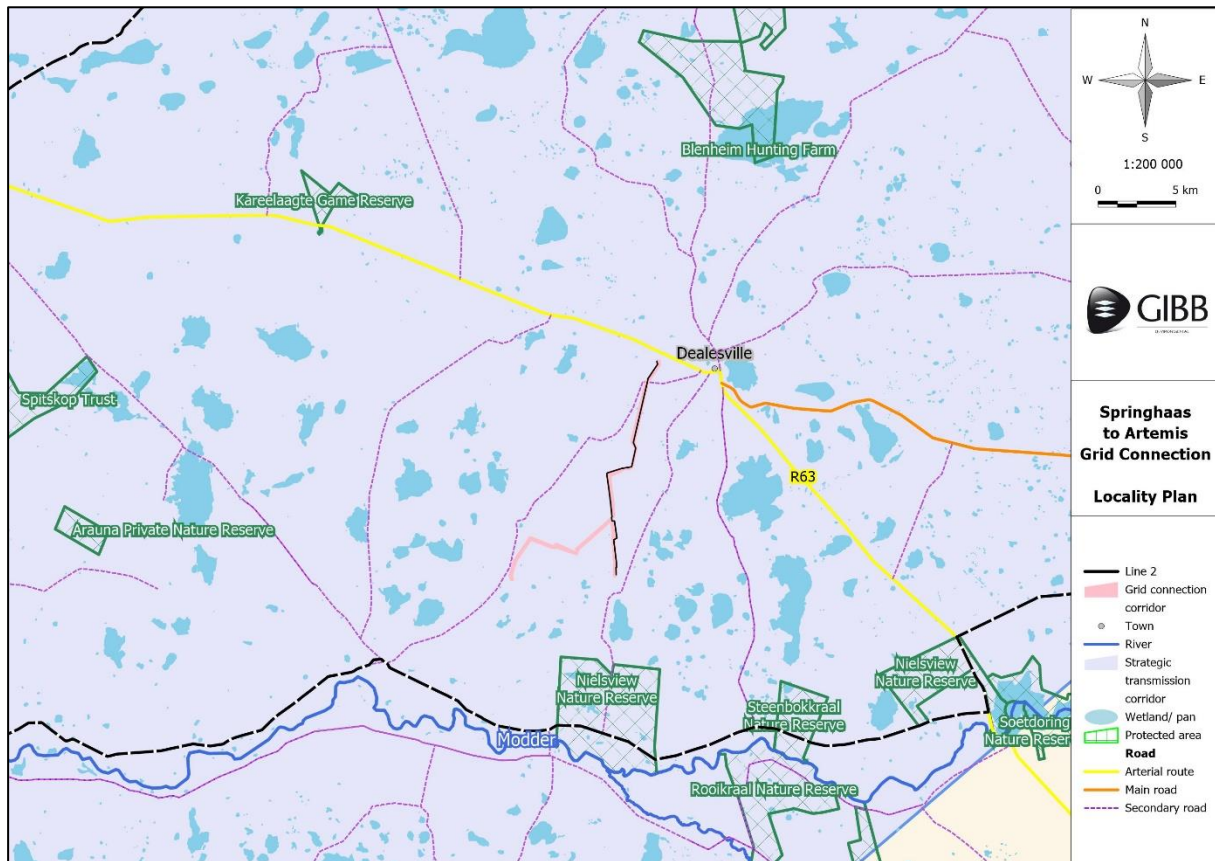 Blenheim Hunting Farm
Kareelaagte Game Reserve
Dealesville
Spitskop Trust
R63
Arauna Private Nature Reserve
Nielsview
Nature Reserve
Nielsview
Nature Reserve
Steenbokkraal
Nature Reserve
Soetdoring
Nature Reser
Modder
Rooikraal Nature Reserve
N
W
E
S
1:200 000
0
5 km
GIBB
Springhaas
to Artemis
Grid Connection
Locality Plan
Line 2
Grid connection
corridor
Town
River
Strategic
transmission
corridor
Wetland/ pan
Protected area
Road
Arterial route
Main road
Secondary road